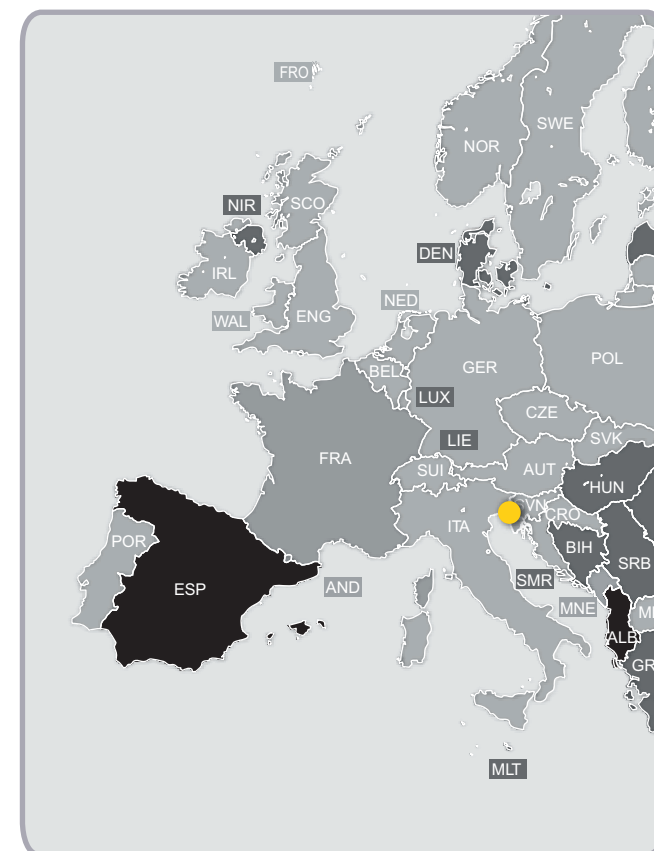 FRO
SWE
NOR
NIR
SCO
DEN
IRL
NED
WAL
ENG
POL
GER
BEL
LUX
CZE
LIE
SVK
FRA
SUI
AUT
HUN
CRO
ITA
POR
BIH
SRB
SMR
ESP
AND
MNE
ALB
MLT